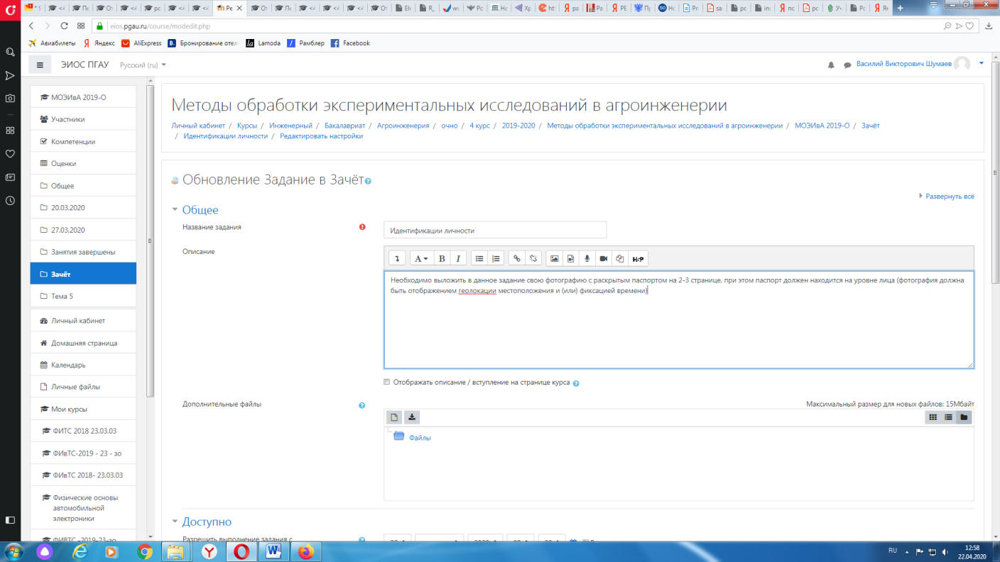 eios.pgau.ru/course/modedit.php
Авиабилеты Яндекс AliExpress Бронирование отел Lamoda Рамблер Facebook
ЭИОС ПГАУ Русский (ru) Василий Викторович Шумаев
МОЭИвА 2019-О
Участники
Компетенции
Оценки
Общее
20.03.2020
27.03.2020
Занятия завершены
Зачёт
Тема 5
Личный кабинет
Домашняя страница
Календарь
Личные файлы
Мои курсы
ФИТС 2018 23.03.03
ФИвТС-2019 - 23 - зо
ФИвТС 2018- 23.03.03
Физические основы
автомобильной
электроники
ФИВТС -2019-23-зо
Методы обработки экспериментальных исследований в агроинженерии
Личный кабинет / Курсы / Инженерный / Бакалавриат / Агроинженерия / очно / 4 курс / 2019-2020 / Методы обработки экспериментальных исследований в агроинженерии / МОЭИвА 2019-О / Зачёт
/ Идентификации личности / Редактировать настройки
Обновление Задание в Зачёт
Развернуть всё
Общее
Название задания
Идентификации личности
Описание
A B I H-P
Необходимо выложить в данное задание свою фотографию с раскрытым паспортом на 2-3 странице, при этом паспорт должен находится на уровне лица (фотография должна
быть отображением геолокации местоположения и (или) фиксацией времени)
Отображать описание / вступление на странице курса
Дополнительные файлы
Максимальный размер для новых файлов: 15Мбайт
Файлы
Доступно
Разрешить выполнение задания с
RU 12:58
22.04.2020